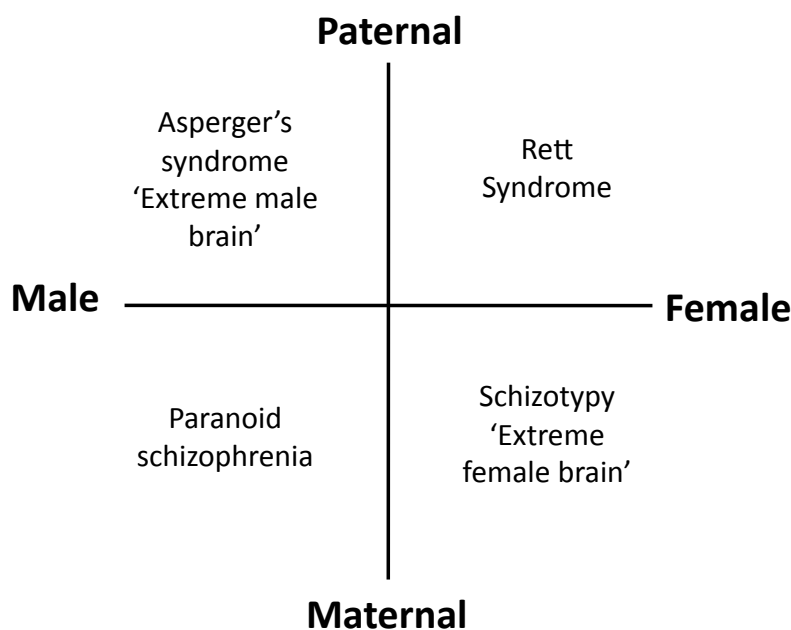 Paternal
Asperger’s
syndrome
‘Extreme male
brain’
Rett
Syndrome
Male
Female
Paranoid
schizophrenia
Schizotypy
‘Extreme
female brain’
Maternal